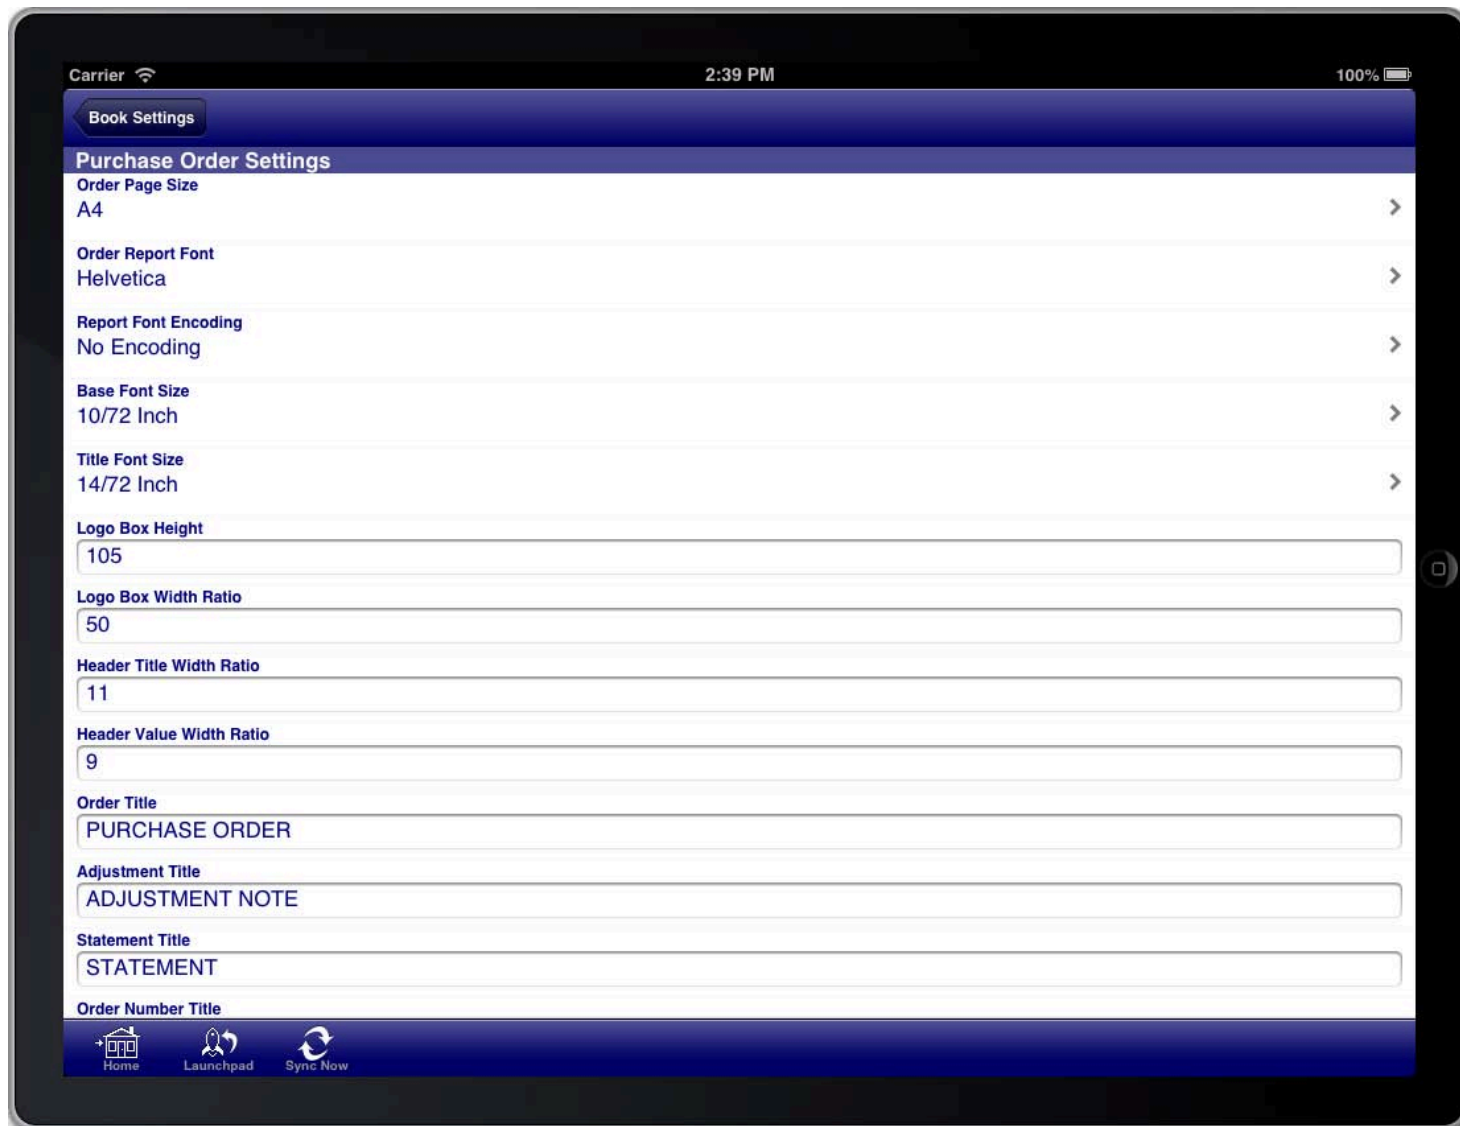 Carrier
2:39 PM
100%
Book Settings
Purchase Order Settings
Order Page Size
A4
Order Report Font
Helvetica
Report Font Encoding
No Encoding
Base Font Size
10/72 Inch
Title Font Size
14/72 Inch
Logo Box Height
105
Logo Box Width Ratio
50
Header Title Width Ratio
11
Header Value Width Ratio
9
Order Title
PURCHASE ORDER
Adjustment Title
ADJUSTMENT NOTE
Statement Title
STATEMENT
Order Number Title
Home
Launchpad
Sync Now